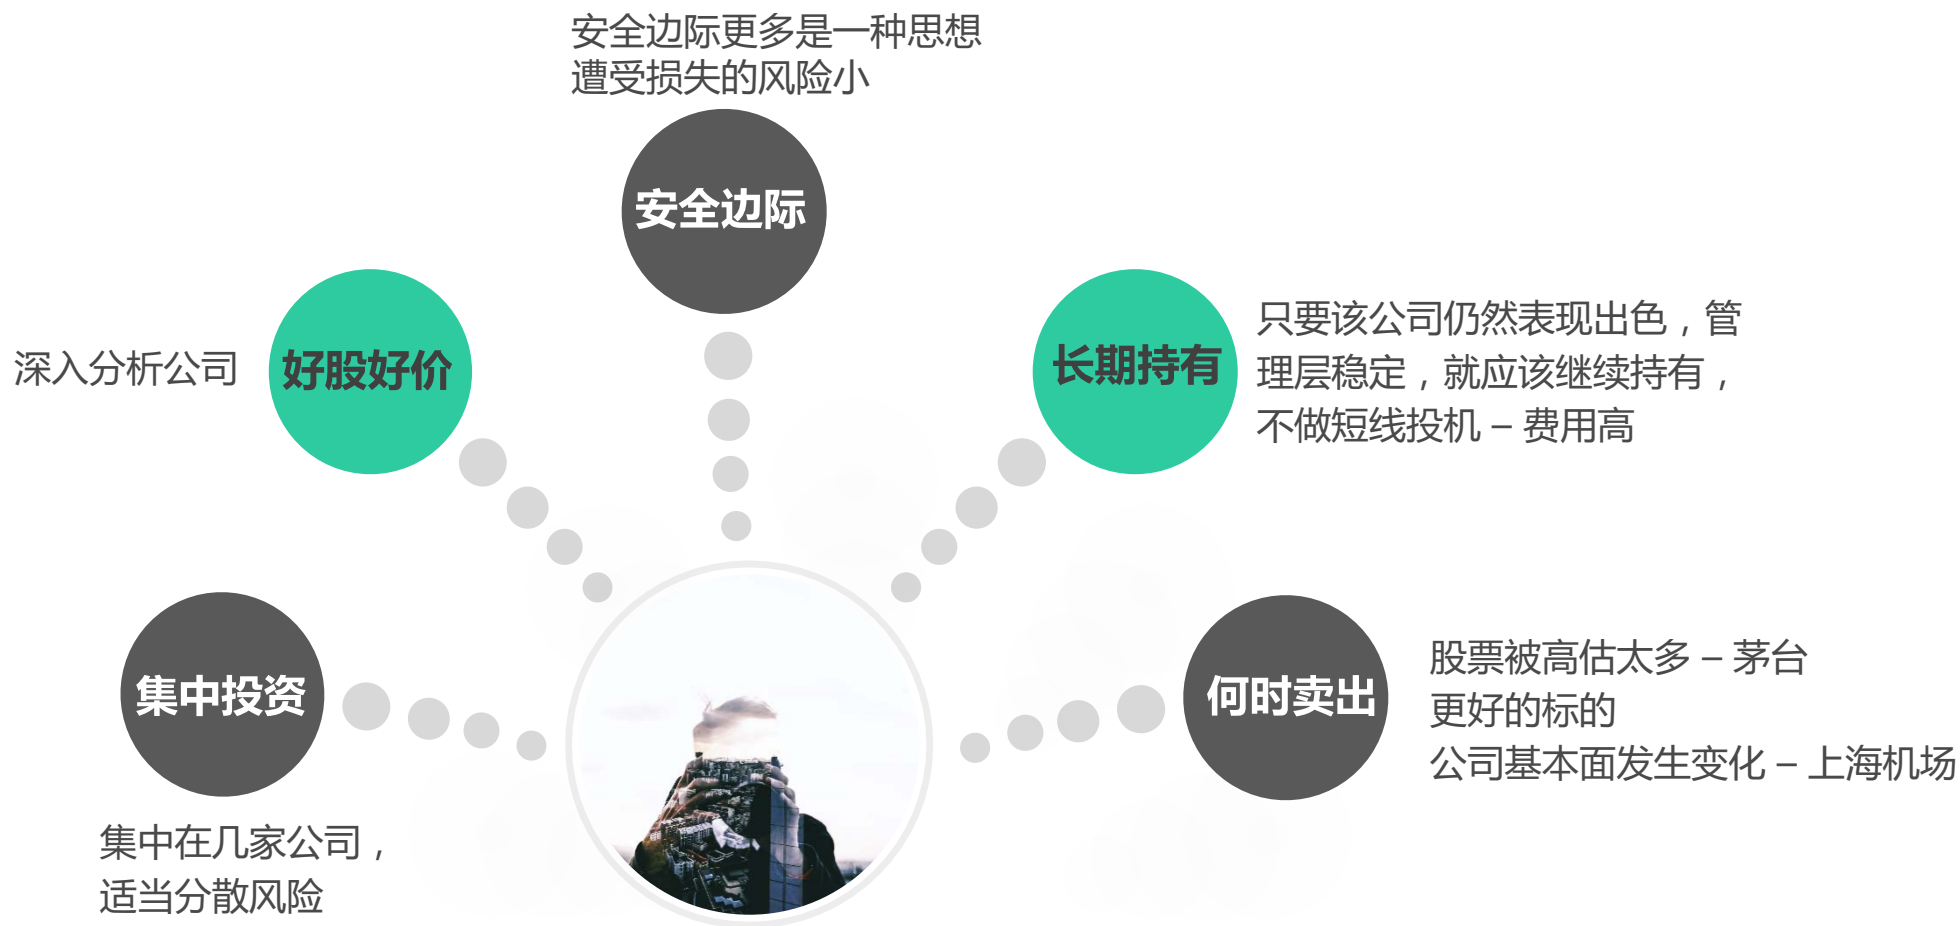 安全边际更多是一种思想
遭受损失的风险小
安全边际
深入分析公司
好股好价
长期持有
只要该公司仍然表现出色，管
理层稳定，就应该继续持有，
不做短线投机 – 费用高
集中投资
集中在几家公司，
适当分散风险
何时卖出
股票被高估太多 – 茅台
更好的标的
公司基本面发生变化 – 上海机场